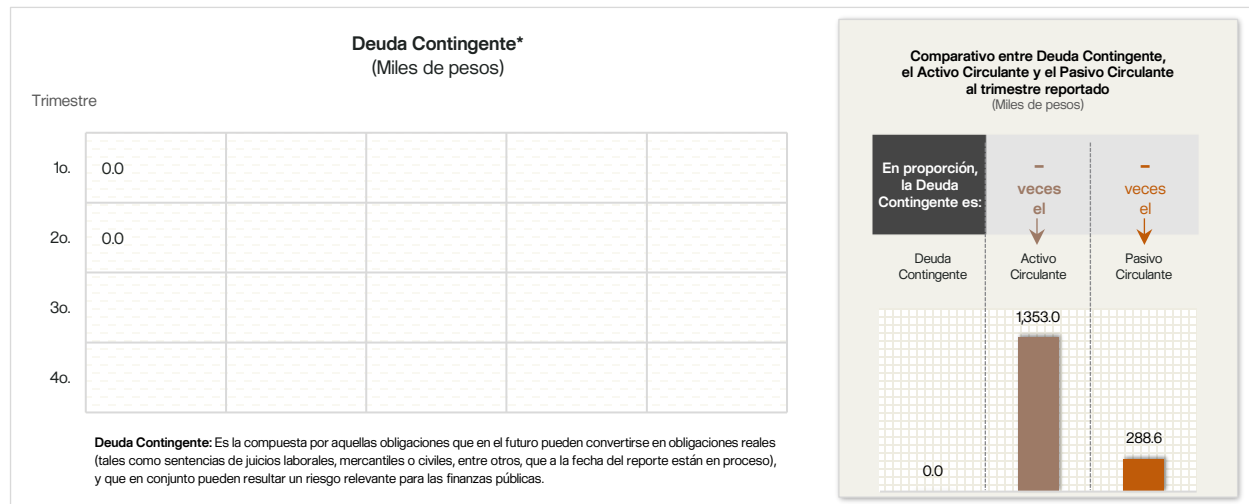 Deuda Contingente*
(Miles de pesos)
Trimestre
1o. 0.0
2o. 0.0
3o.
4o.
Deuda Contingente: Es la compuesta por aquellas obligaciones que en el futuro pueden convertirse en obligaciones reales
(tales como sentencias de juicios laborales, mercantiles o civiles, entre otros, que a la fecha del reporte están en proceso),
y que en conjunto pueden resultar un riesgo relevante para las finanzas públicas.
Comparativo entre Deuda Contingente,
el Activo Circulante y el Pasivo Circulante
al trimestre reportado
(Miles de pesos)
En proporción,
la Deuda
Contingente es:
–
veces
el
–
veces
el
Deuda
Contingente
Activo
Circulante
Pasivo
Circulante
0.0
1,353.0
288.6